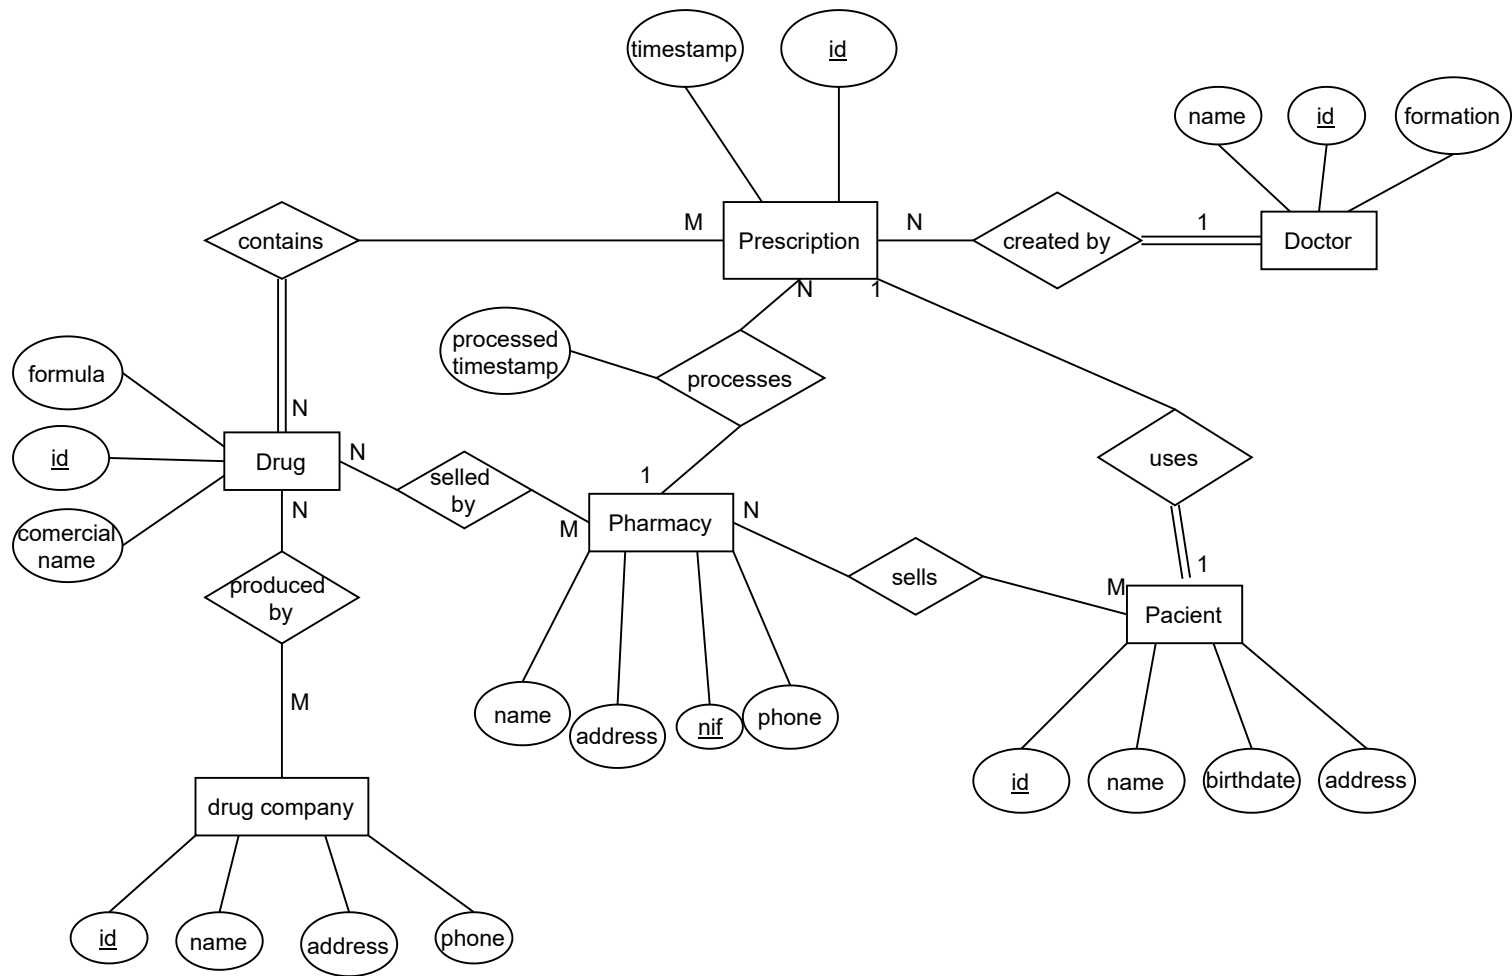 timestamp
id
name
id
formation
M
N
1
contains
Prescription
created by
Doctor
N
1
processed
timestamp
processes
formula
N
id
Drug
N
selled
by
1
uses
comercial
name
N
M
Pharmacy
N
sells
M
1
Pacient
produced
by
M
name
address
nif
phone
id
name
birthdate
address
drug company
id
name
address
phone